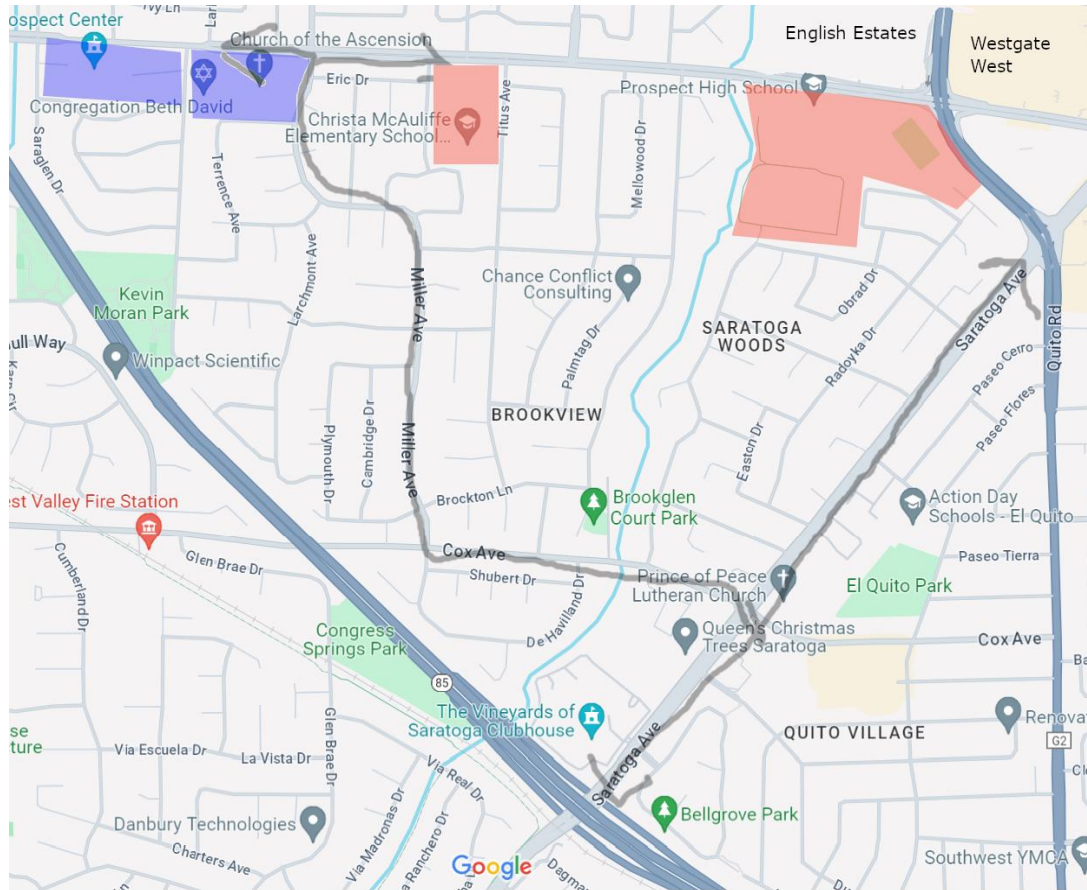 Ivy Ln
Lari
ospect Center
Church of the Ascension
English Estates
Westgate
West
Eric Dr
Congregation Beth David
Christa McAuliffe
Elementary School...
Titus Ave
Prospect High School
Saraglen Dr
Terrence Ave
Mellowood Dr
Larchmont Ave
Miller Ave
Chance Conflict
Consulting
Obrad Dr
Saratoga Ave
Quito Rd
Kevin
Moran Park
ull Way
Winpact Scientific
Palmtag Dr
SARATOGA
WOODS
Radoyka Dr
Paseo Cerro
Paseo Flores
BROOKVIEW
Plymouth Dr
Cambridge Dr
Miller Ave
Easton Dr
Brockton Ln
Brookglen
Court Park
Action Day
Schools - El Quito
est Valley Fire Station
Cox Ave
Paseo Tierra
Glen Brae Dr
Shubert Dr
Prince of Peace
Lutheran Church
El Quito Park
Cumberland Dr
De Havilland Dr
Queen's Christmas
Trees Saratoga
Cox Ave
Congress
Springs Park
85
The Vineyards of
Saratoga Clubhouse
QUITO VILLAGE
Renovat
G2
Glen Brae Dr
Via Escuela Dr
La Vista Dr
Via Real Dr
Saratoga Ave
Bellgrove Park
Danbury Technologies
Via Madronas Dr
a Ranchero Dr
Charters Ave
Google
Dagma
Southwest YMCA